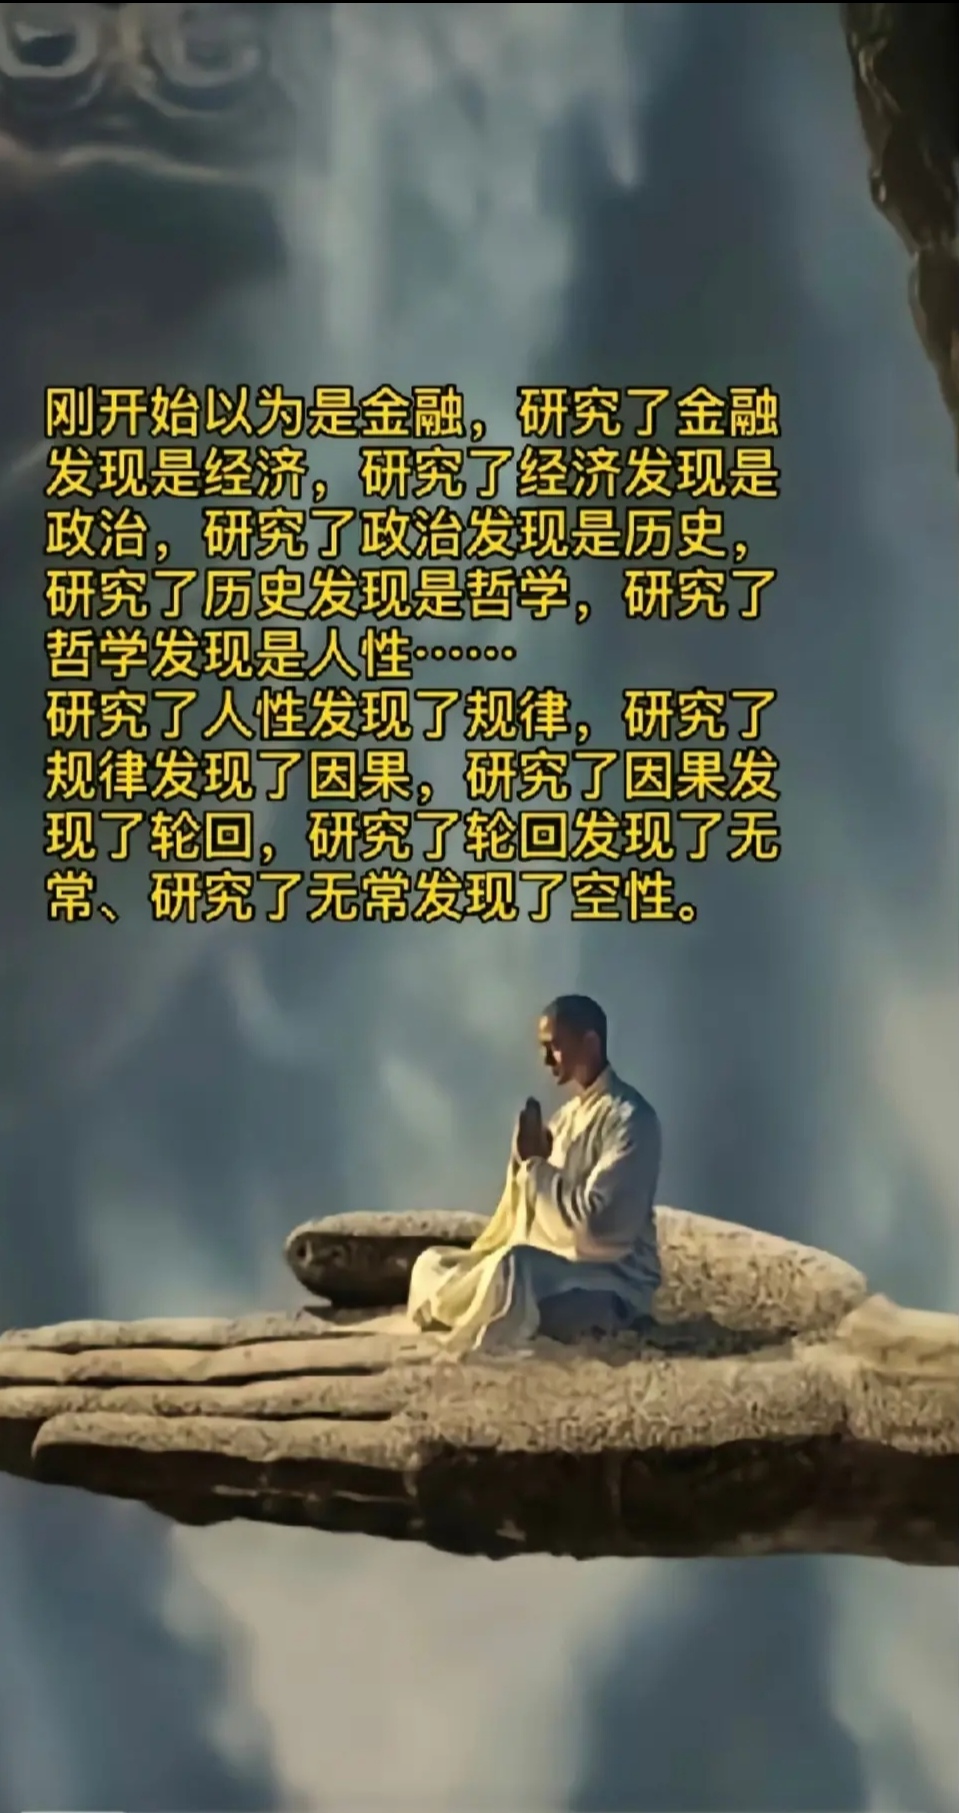 刚开始以为是金融，研究了金融
发现是经济，研究了经济发现是
政治，研究了政治发现是历史，
研究了历史发现是哲学，研究了
哲学发现是人性……
研究了人性发现了规律，研究了
规律发现了因果，研究了因果发
现了轮回，研究了轮回发现了无
常、研究了无常发现了空性。